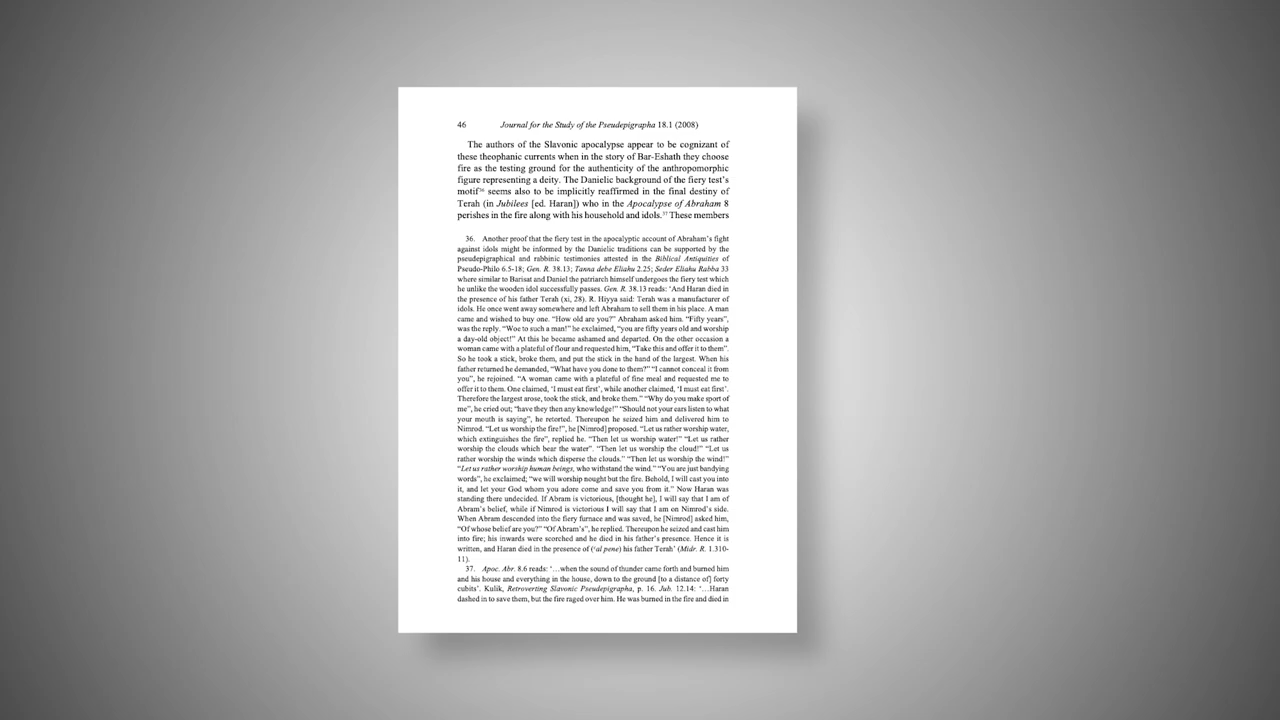 46 Journal for the Study of the Pseudepigrapha 18.1 (2008)
The authors of the Slavonic apocalypse appear to be cognizant of
these theophanic currents when in the story of Bar-Eshath they choose
fire as the testing ground for the authenticity of the anthropomorphic
figure representing a deity. The Danielic background of the fiery test's
motif³⁶ seems also to be implicitly reaffirmed in the final destiny of
Terah (in Jubilees [ed. Haran]) who in the Apocalypse of Abraham 8
perishes in the fire along with his household and idols.³⁷ These members
36. Another proof that the fiery test in the apocalyptic account of Abraham's fight
against idols might be informed by the Danielic traditions can be supported by the
pseudepigraphical and rabbinic testimonies attested in the Biblical Antiquities of
Pseudo-Philo 6.5-18; Gen. R. 38.13; Tanna debe Eliahu 2.25; Seder Eliahu Rabba 33
where similar to Barisat and Daniel the patriarch himself undergoes the fiery test which
he unlike the wooden idol successfully passes. Gen. R. 38.13 reads: 'And Haran died in
the presence of his father Terah (xi, 28). R. Hiyya said: Terah was a manufacturer of
idols. He once went away somewhere and left Abraham to sell them in his place. A man
came and wished to buy one. “How old are you?” Abraham asked him. “Fifty years”,
was the reply. “Woe to such a man!” he exclaimed, “you are fifty years old and worship
a day-old object!” At this he became ashamed and departed. On the other occasion a
woman came with a plateful of flour and requested him, “Take this and offer it to them”.
So he took a stick, broke them, and put the stick in the hand of the largest. When his
father returned he demanded, “What have you done to them?” “I cannot conceal it from
you”, he rejoined. “A woman came with a plateful of fine meal and requested me to
offer it to them. One claimed, ‘I must eat first’, while another claimed, ‘I must eat first’.
Therefore the largest arose, took the stick, and broke them.” “Why do you make sport of
me”, he cried out; “have they then any knowledge!” “Should not your ears listen to what
your mouth is saying”, he retorted. Thereupon he seized him and delivered him to
Nimrod. “Let us worship the fire!”, he [Nimrod] proposed. “Let us rather worship water,
which extinguishes the fire”, replied he. “Then let us worship water!” “Let us rather
worship the clouds which bear the water”. “Then let us worship the cloud!” “Let us
rather worship the winds which disperse the clouds.” “Then let us worship the wind!”
“Let us rather worship human beings, who withstand the wind.” “You are just bandying
words”, he exclaimed; “we will worship nought but the fire. Behold, I will cast you into
it, and let your God whom you adore come and save you from it.” Now Haran was
standing there undecided. If Abram is victorious, [thought he], I will say that I am of
Abram's belief, while if Nimrod is victorious I will say that I am on Nimrod's side.
When Abram descended into the fiery furnace and was saved, he [Nimrod] asked him,
“Of whose belief are you?” “Of Abram's”, he replied. Thereupon he seized and cast him
into fire; his inwards were scorched and he died in his father's presence. Hence it is
written, and Haran died in the presence of (‘al pene) his father Terah' (Midr. R. 1.310-
11).
37. Apoc. Abr. 8.6 reads: '…when the sound of thunder came forth and burned him
and his house and everything in the house, down to the ground [to a distance of] forty
cubits'. Kulik, Retroverting Slavonic Pseudepigrapha, p. 16. Jub. 12.14: '…Haran
dashed in to save them, but the fire raged over him. He was burned in the fire and died in